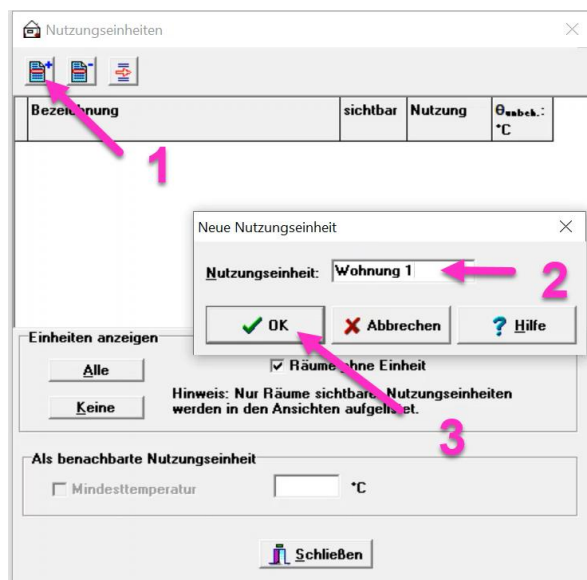 Nutzungseinheiten
Bezeichnung sichtbar Nutzung θunbeh.:
°C
1
Neue Nutzungseinheit
Nutzungseinheit: Wohnung 1
2
OK Abbrechen ? Hilfe
Einheiten anzeigen
Alle
Räume ohne Einheit
Keine
Hinweis: Nur Räume sichtbarer Nutzungseinheiten
werden in den Ansichten aufgelistet.
3
Als benachbarte Nutzungseinheit
Mindesttemperatur °C
Schließen